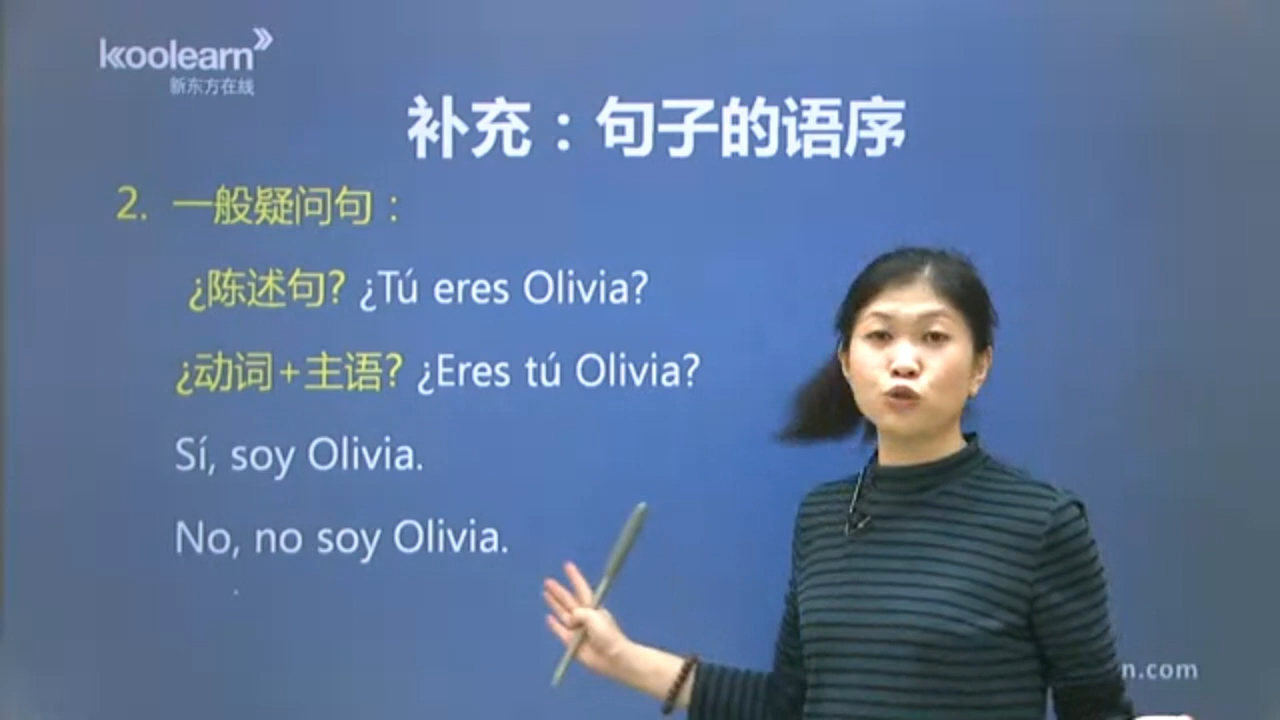 koolearn
新东方在线
补充：句子的语序
2. 一般疑问句：
¿陈述句? ¿Tú eres Olivia?
¿动词+主语? ¿Eres tú Olivia?
Sí, soy Olivia.
No, no soy Olivia.
n.com